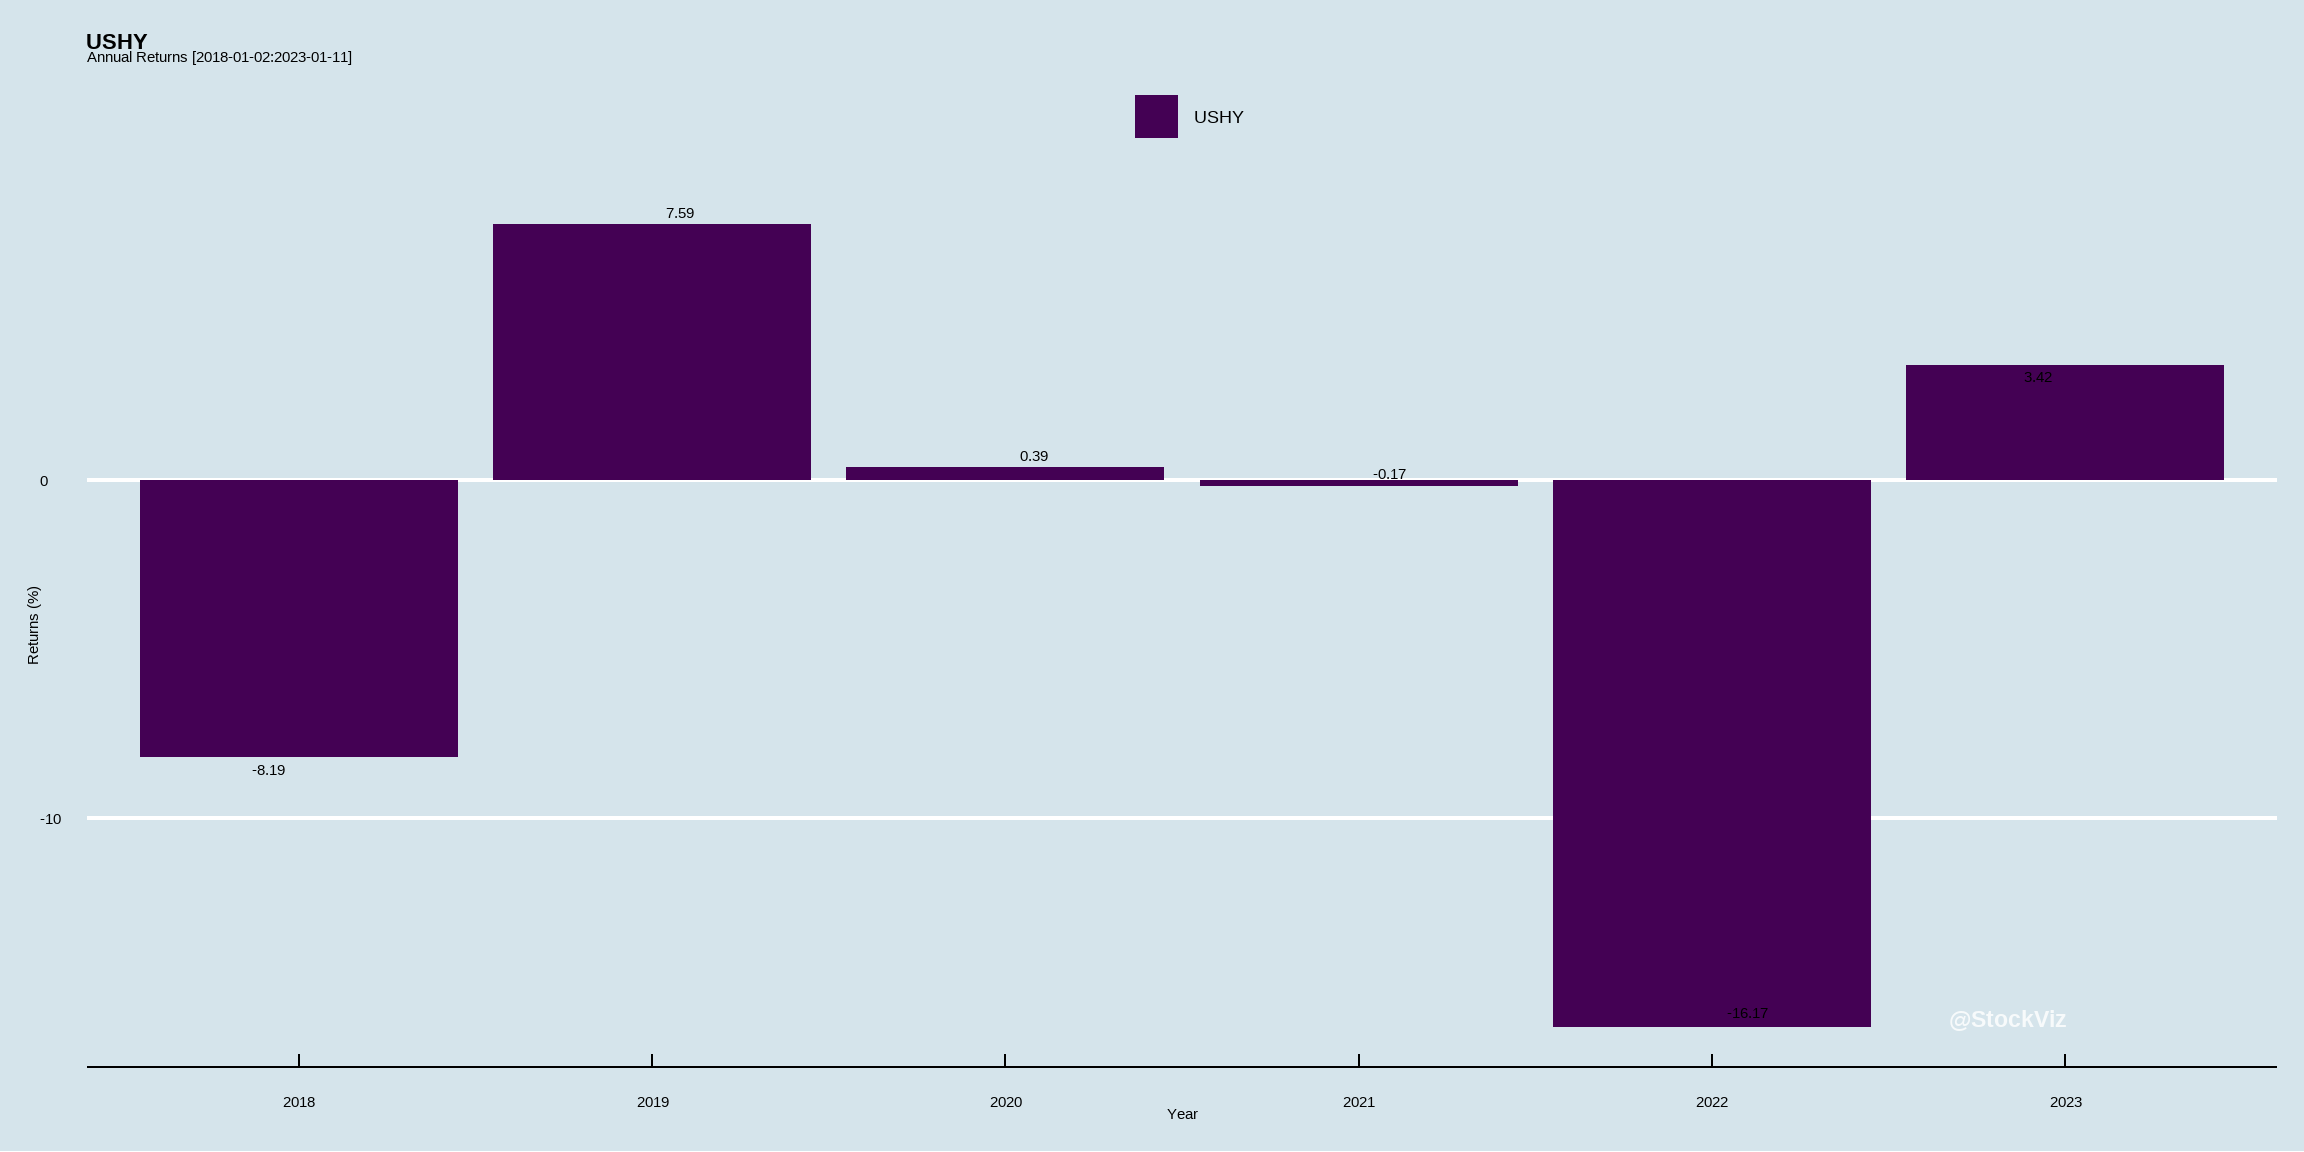 USHY
Annual Returns [2018-01-02:2023-01-11]
USHY
7.59
3.42
0.39
-0.17
0
Returns (%)
-8.19
-10
-16.17
@StockViz
2018
2019
2020
2021
2022
2023
Year